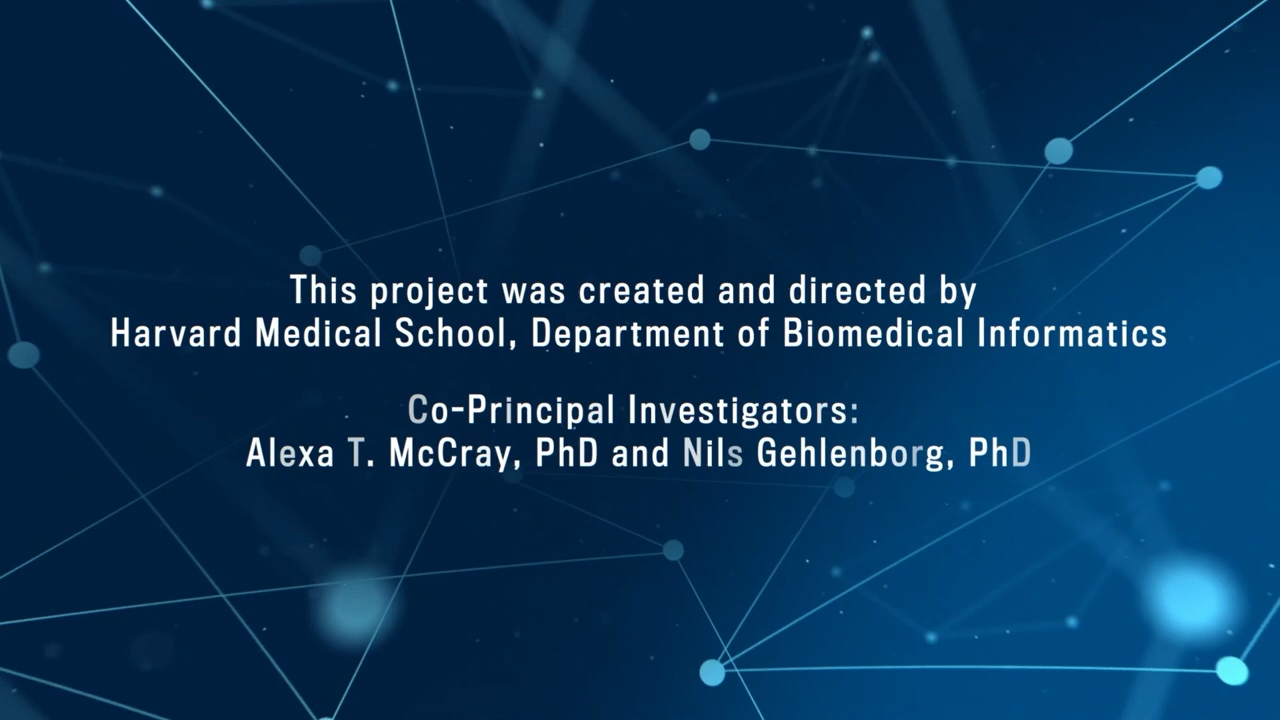 This project was created and directed by
Harvard Medical School, Department of Biomedical Informatics
Co-Principal Investigators:
Alexa T. McCray, PhD and Nils Gehlenborg, PhD